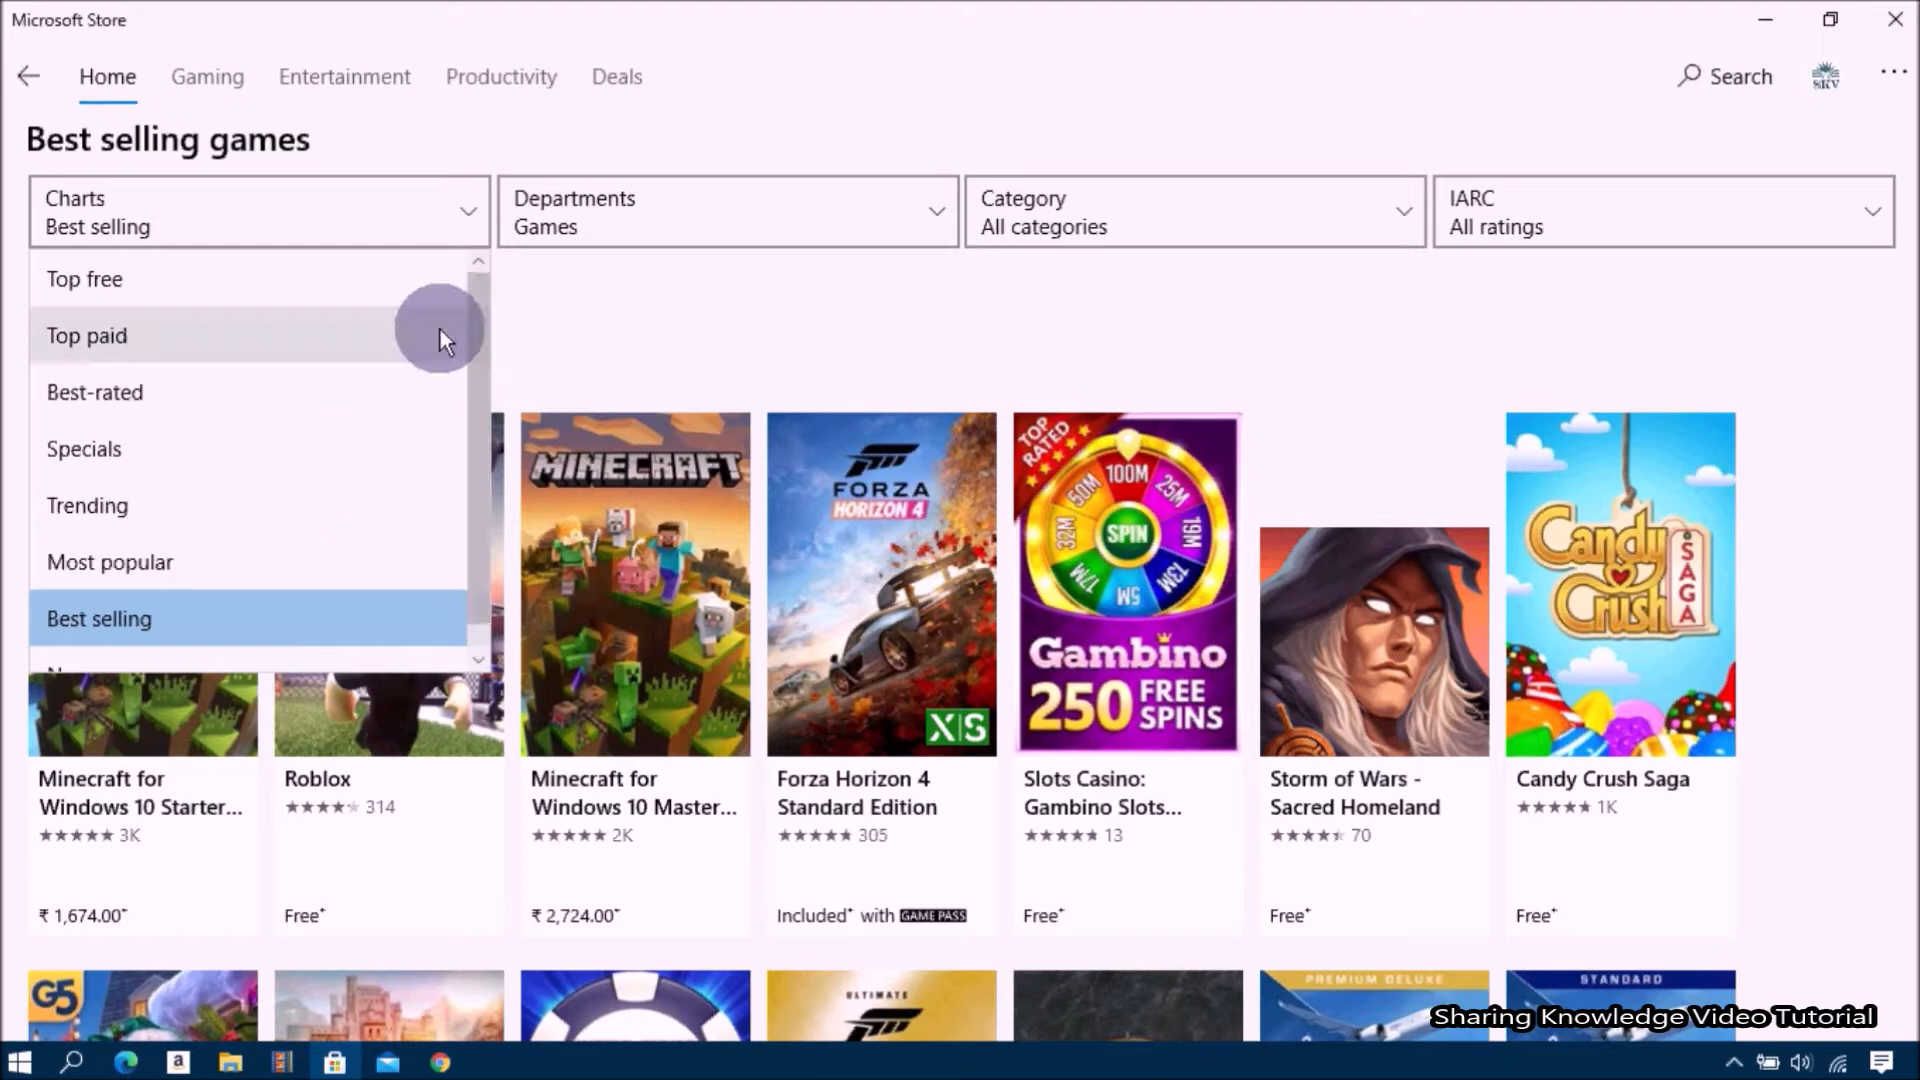 Microsoft Store
Home
Gaming
Entertainment
Productivity
Deals
Search
SKV
Best selling games
Charts
Best selling
Departments
Games
Category
All categories
IARC
All ratings
Top free
Top paid
Best-rated
Specials
Trending
Most popular
Best selling
MINECRAFT
FORZA
HORIZON 4
X|S
TOP
RATED
100M
25M
19M
13M
5M
17M
32M
50M
SPIN
Gambino
250 FREE
SPINS
Candy
Crush
SAGA
Minecraft for
Windows 10 Starter...
3K
₹ 1,674.00+
Roblox
314
Free+
Minecraft for
Windows 10 Master...
2K
₹ 2,724.00+
Forza Horizon 4
Standard Edition
305
Included+ with GAME PASS
Slots Casino:
Gambino Slots...
13
Free+
Storm of Wars -
Sacred Homeland
70
Free+
Candy Crush Saga
1K
Free+
G5
ULTIMATE
PREMIUM DELUXE
STANDARD
Sharing Knowledge Video Tutorial
a